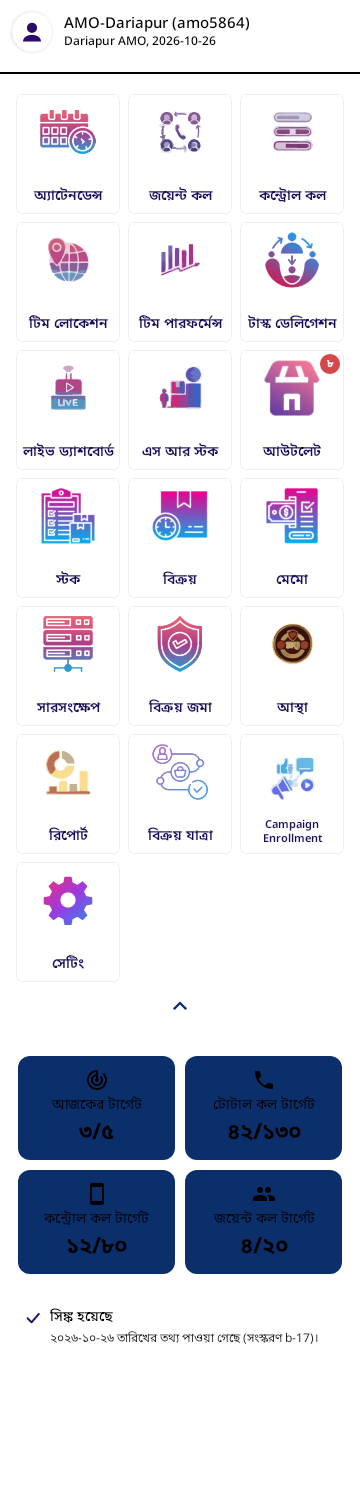 AMO-Dariapur (amo5864)
Dariapur AMO, 2026-10-26
অ্যাটেনডেন্স
জয়েন্ট কল
কন্ট্রোল কল
টিম লোকেশন
টিম পারফর্মেন্স
টাস্ক ডেলিগেশন
LIVE
৮
লাইভ ড্যাশবোর্ড
এস আর স্টক
আউটলেট
স্টক
বিক্রয়
মেমো
সারসংক্ষেপ
বিক্রয় জমা
আস্থা
রিপোর্ট
বিক্রয় যাত্রা
Campaign
Enrollment
সেটিং
আজকের টার্গেট
৩/৫
টোটাল কল টার্গেট
৪২/১৩০
কন্ট্রোল কল টার্গেট
১২/৮০
জয়েন্ট কল টার্গেট
৪/২০
সিঙ্ক হয়েছে
২০২৬-১০-২৬ তারিখের তথ্য পাওয়া গেছে (সংস্করণ b-17)।